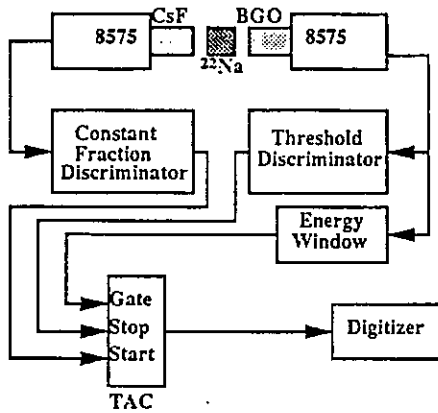 CsF
BGO
8575
8575
22Na
Constant
Fraction
Discriminator
Threshold
Discriminator
Energy
Window
Gate
Stop
Start
Digitizer
TAC